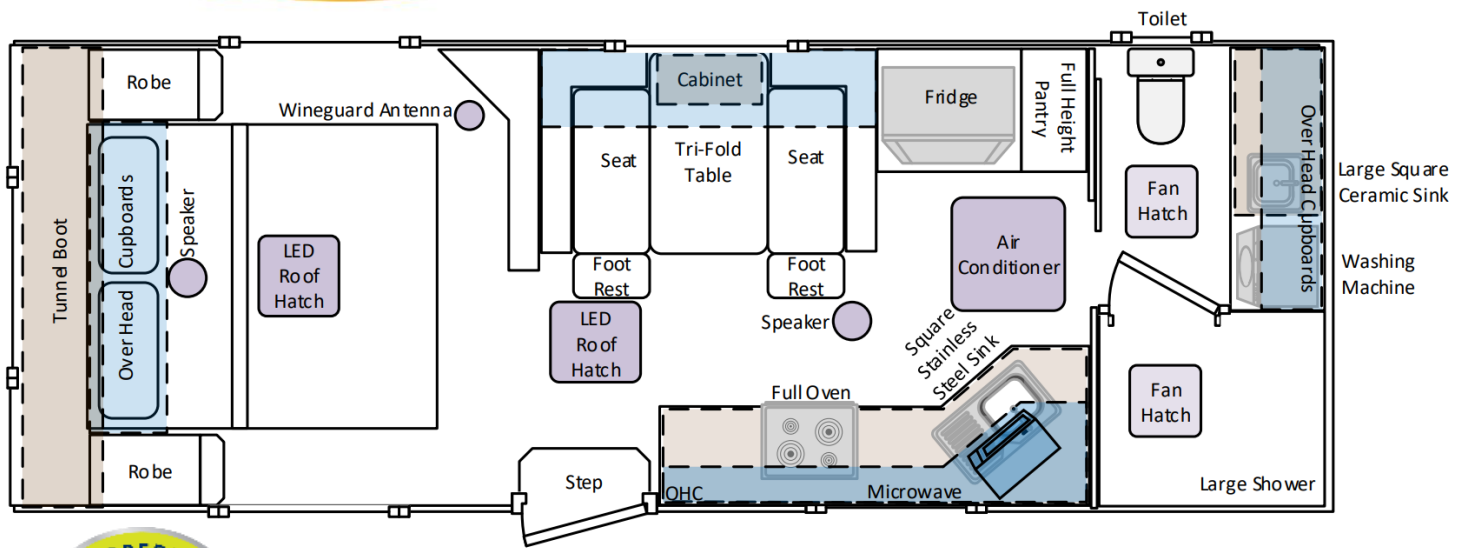 Toilet
Robe
Wineguard Antenna
Cabinet
Fridge
Full Height
Pantry
Seat
Tri-Fold
Table
Seat
Fan
Hatch
Over Head Cupboards
Large Square
Ceramic Sink
Tunnel Boot
Over Head Cupboards
Speaker
LED
Roof
Hatch
Foot
Rest
Foot
Rest
Air
Conditioner
Washing
Machine
LED
Roof
Hatch
Speaker
Square
Stainless
Steel Sink
Full Oven
Fan
Hatch
Robe
Step
OHC
Microwave
Large Shower